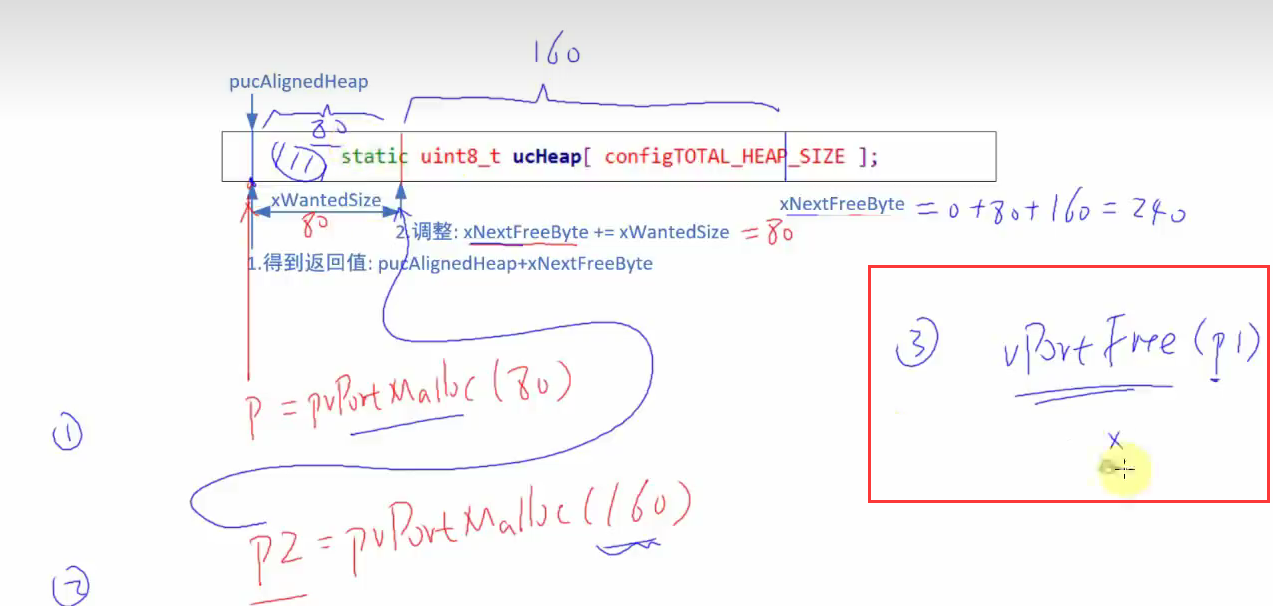 160
pucAlignedHeap
80
static uint8_t ucHeap[ configTOTAL_HEAP_SIZE ];
xWantedSize
80
xNextFreeByte = 0+80+160 = 240
2.调整: xNextFreeByte += xWantedSize = 80
1.得到返回值: pucAlignedHeap+xNextFreeByte
③ vPortFree(p1)
x
① P = pvPortMalloc(80)
② p2 = pvPortMalloc(160)